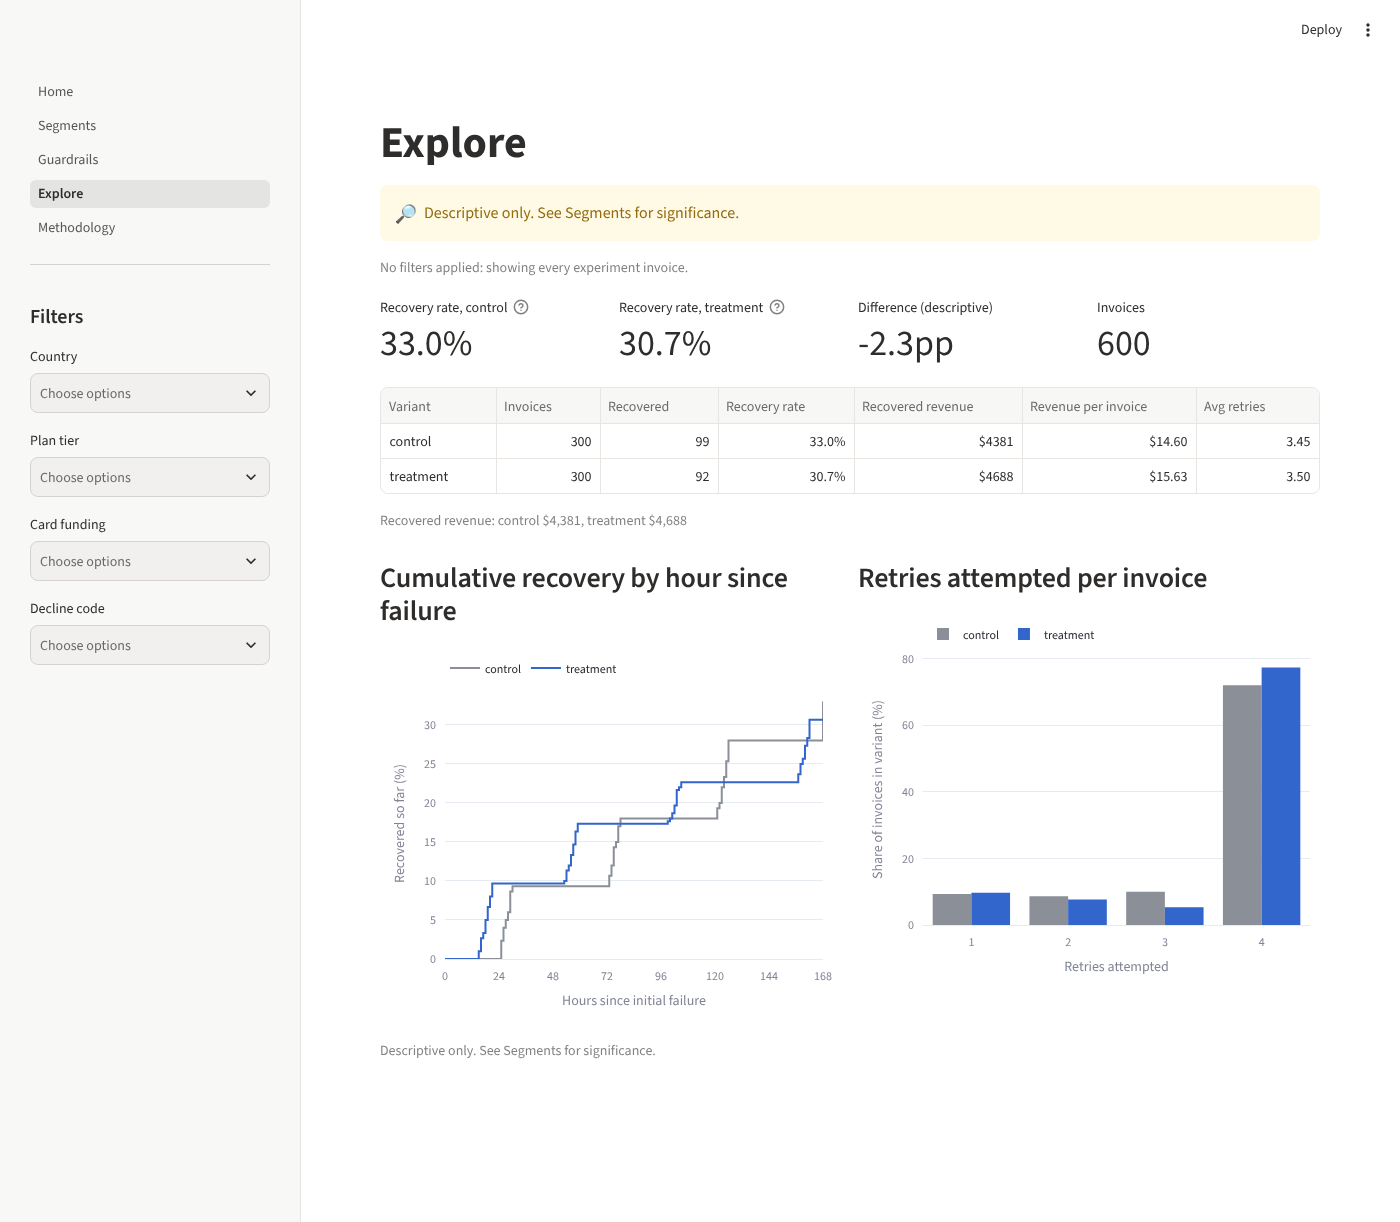 Deploy
Home
Segments
Guardrails
Explore
Methodology
Filters
Country
Choose options
Plan tier
Choose options
Card funding
Choose options
Decline code
Choose options
Explore
🔎 Descriptive only. See Segments for significance.
No filters applied: showing every experiment invoice.
Recovery rate, control
33.0%
Recovery rate, treatment
30.7%
Difference (descriptive)
-2.3pp
Invoices
600
Variant Invoices Recovered Recovery rate Recovered revenue Revenue per invoice Avg retries
control 300 99 33.0% $4381 $14.60 3.45
treatment 300 92 30.7% $4688 $15.63 3.50
Recovered revenue: control $4,381, treatment $4,688
Cumulative recovery by hour since
failure
control treatment
Recovered so far (%)
30
25
20
15
10
5
0
0 24 48 72 96 120 144 168
Hours since initial failure
Retries attempted per invoice
control treatment
Share of invoices in variant (%)
80
60
40
20
0
1 2 3 4
Retries attempted
Descriptive only. See Segments for significance.